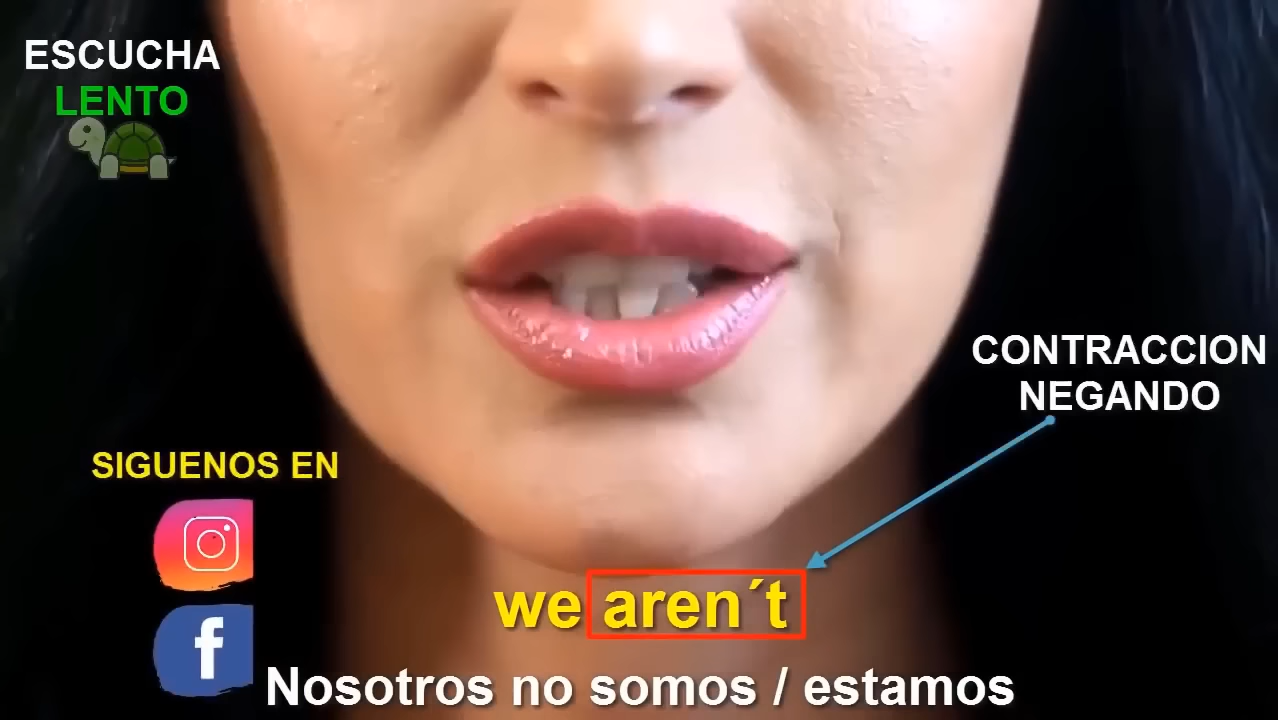 ESCUCHA
LENTO
CONTRACCION
NEGANDO
SIGUENOS EN
we aren´t
Nosotros no somos / estamos